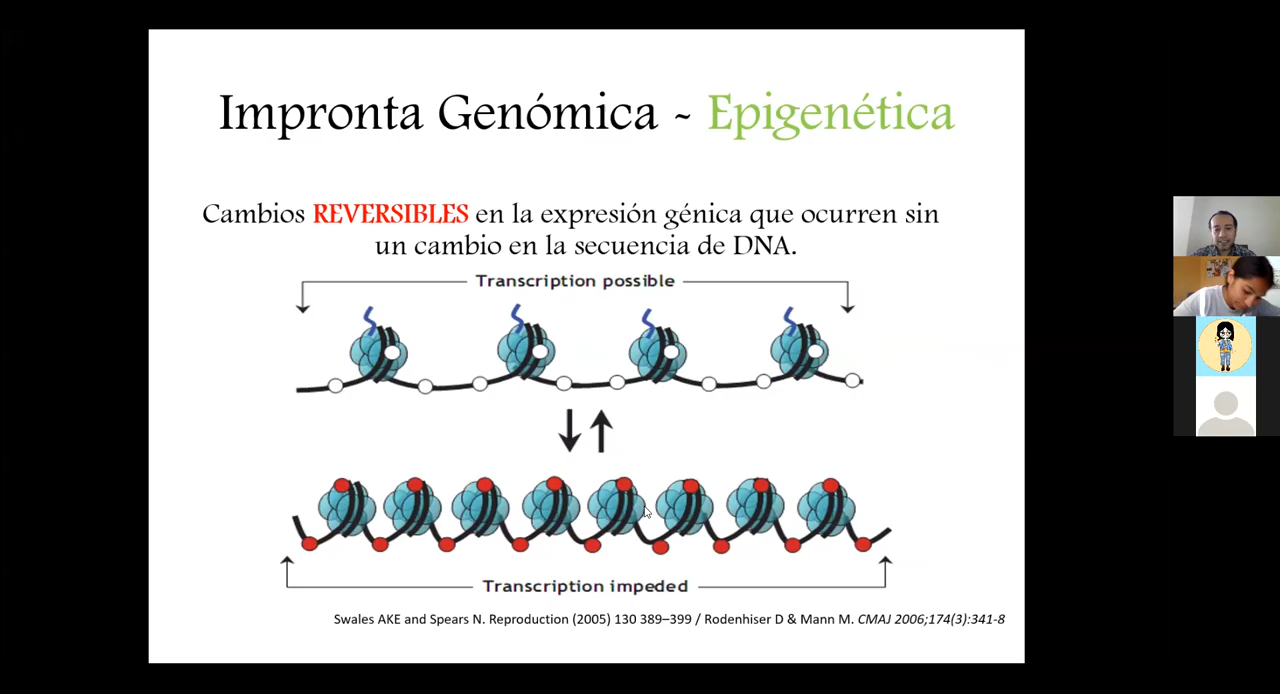 Impronta Genómica - Epigenética
Cambios REVERSIBLES en la expresión génica que ocurren sin
un cambio en la secuencia de DNA.
Transcription possible
Transcription impeded
Swales AKE and Spears N. Reproduction (2005) 130 389–399 / Rodenhiser D & Mann M. CMAJ 2006;174(3):341-8